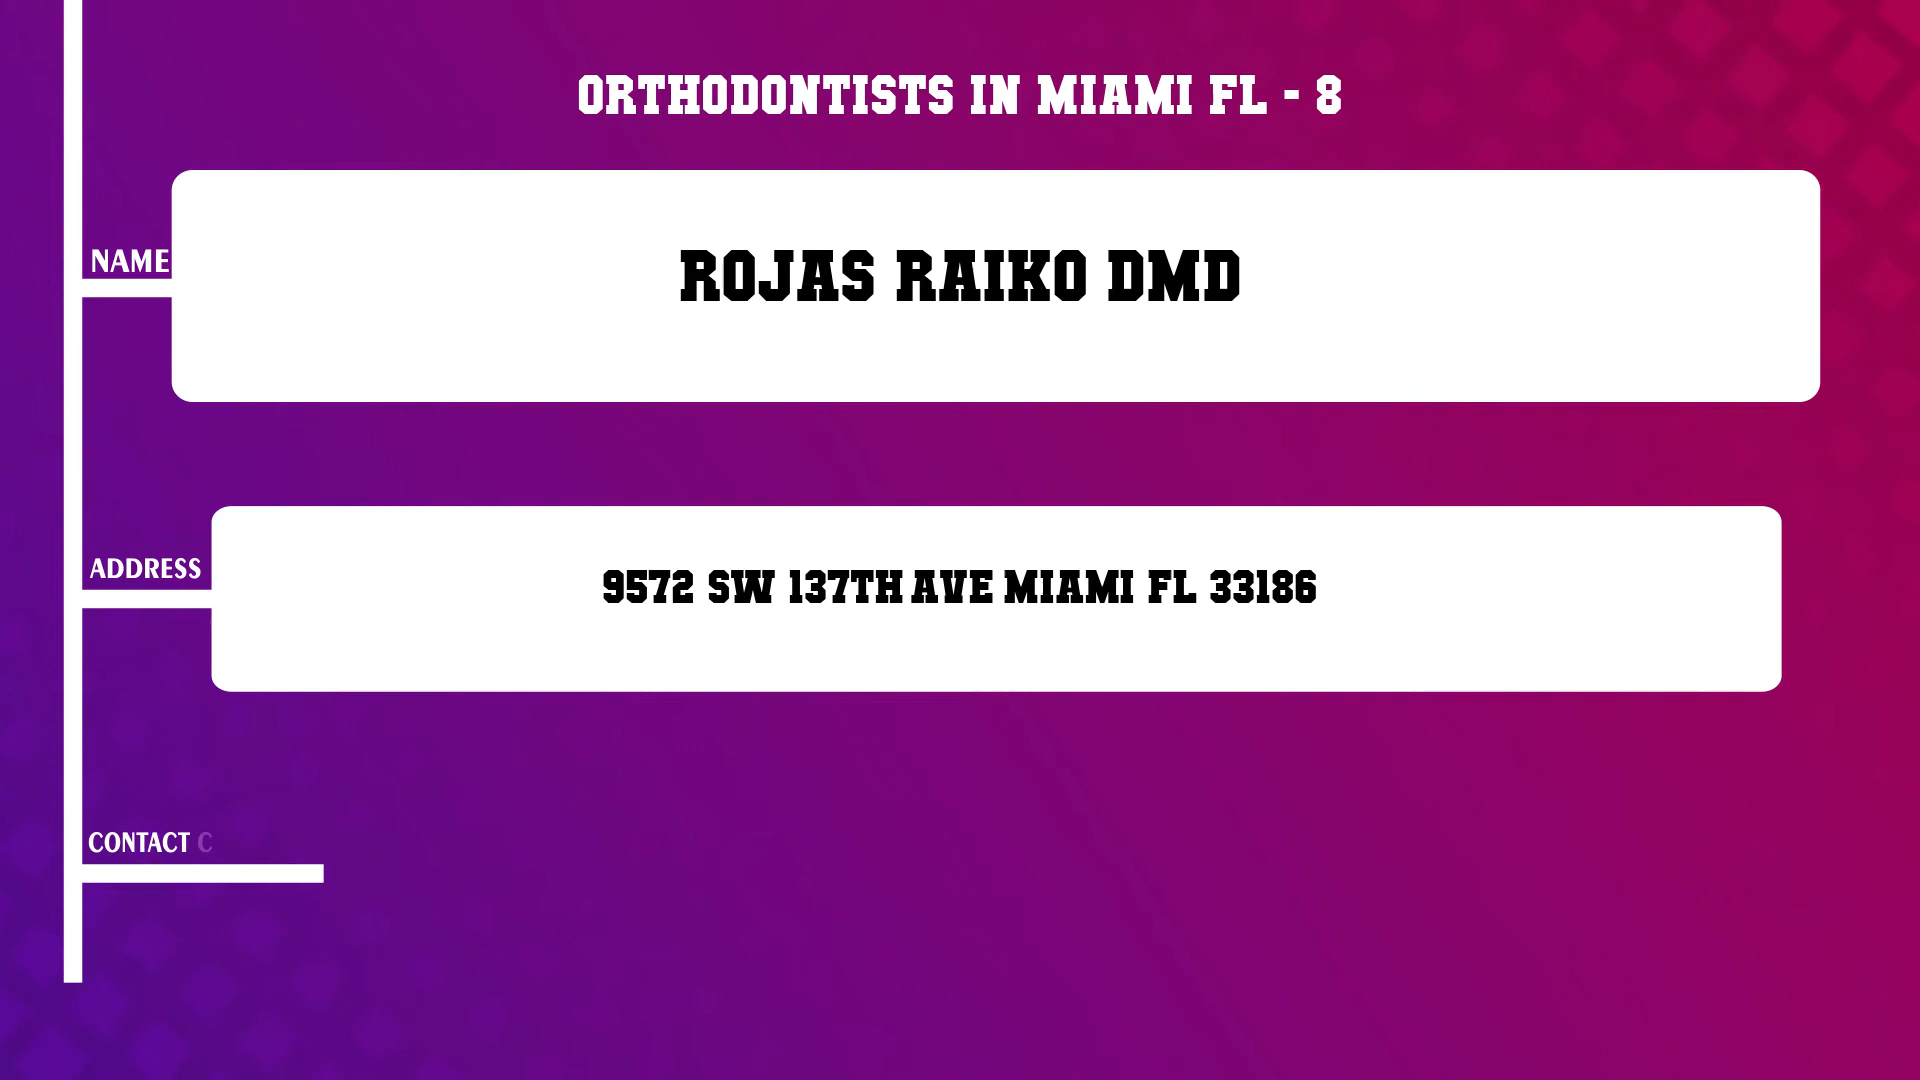 ORTHODONTISTS IN MIAMI FL - 8
NAME
ROJAS RAIKO DMD
ADDRESS
9572 SW 137TH AVE MIAMI FL 33186
CONTACT C